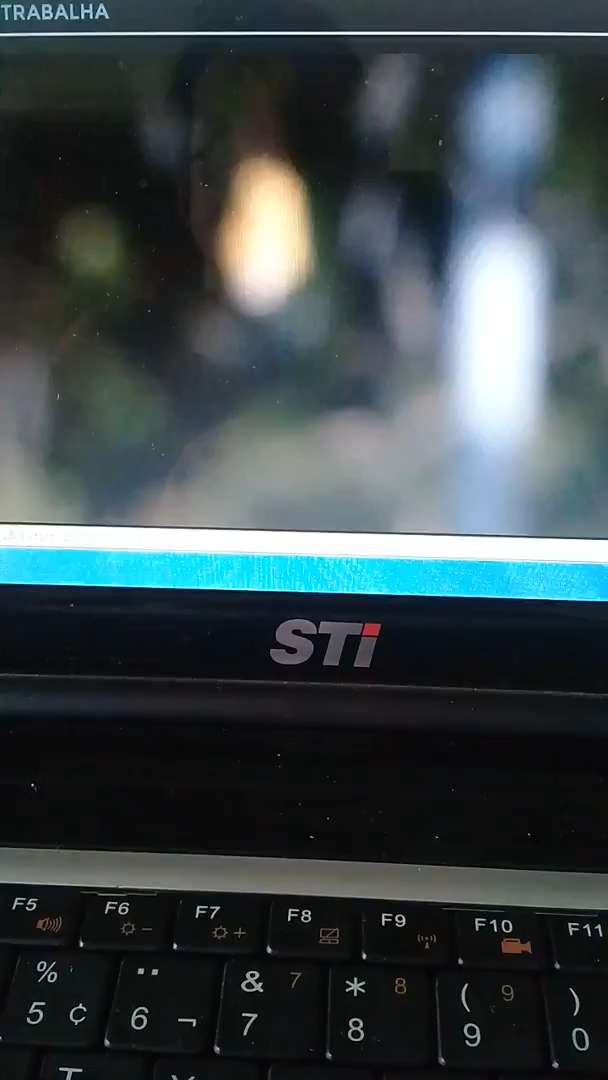 TRABALHA
STi
F5 F6 F7 F8 F9 F10 F11
% ¨ & 7 * 8 ( 9 )
5 ¢ 6 ¬ 7 8 9 0
T Y